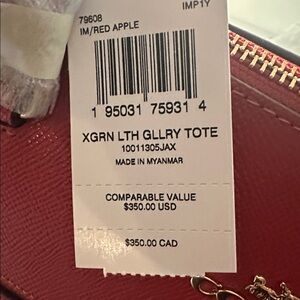 79608 IMP1Y
IM/RED APPLE
1 95031 75931 4
XGRN LTH GLLRY TOTE
10011305JAX
MADE IN MYANMAR
COMPARABLE VALUE
$350.00 USD
$350.00 CAD